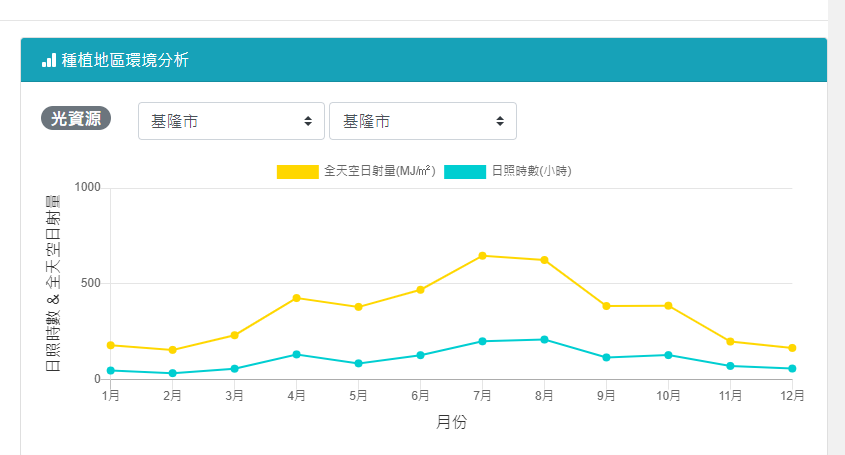 種植地區環境分析
光資源
基隆市
基隆市
全天空日射量(MJ/㎡)
日照時數(小時)
日照時數 & 全天空日射量
1000
500
0
1月 2月 3月 4月 5月 6月 7月 8月 9月 10月 11月 12月
月份